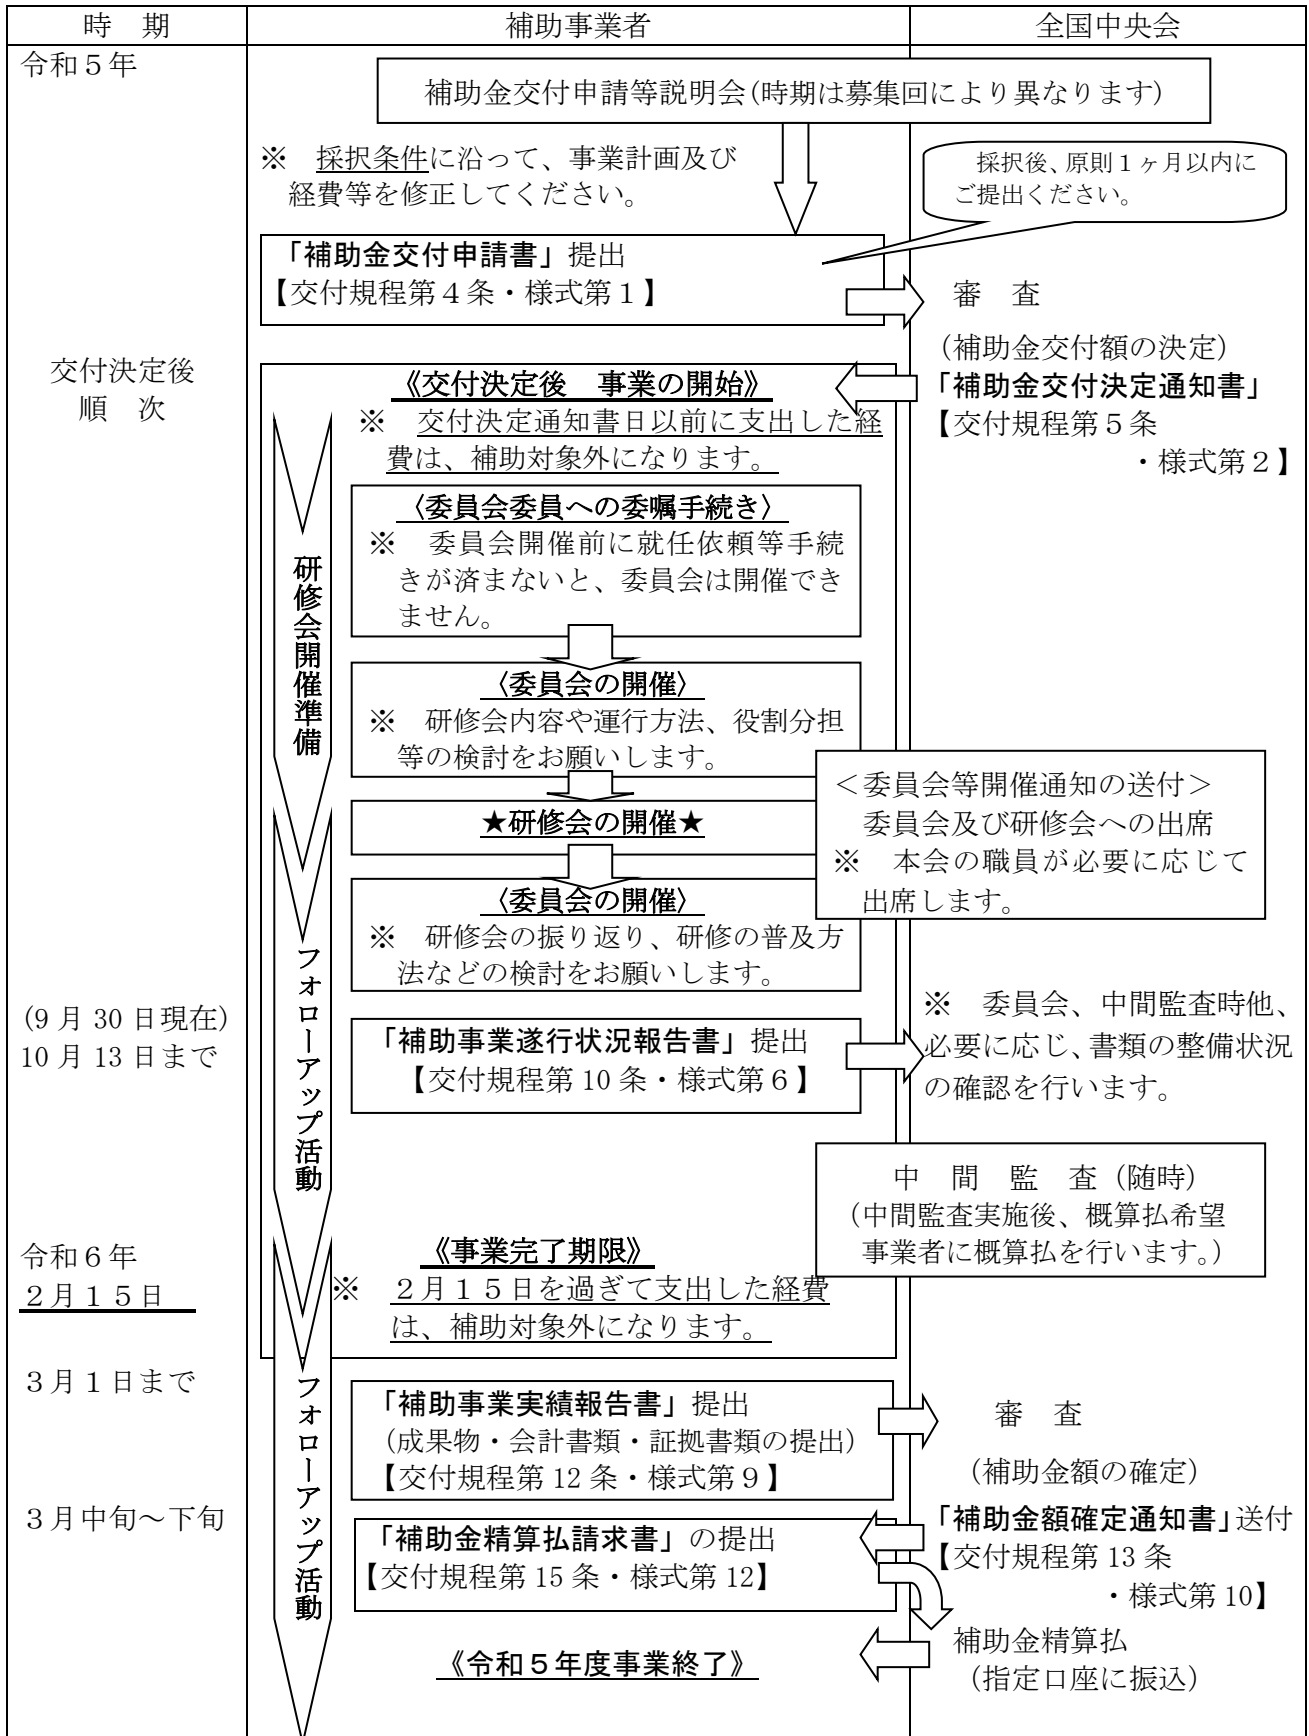 時　期
補助事業者
全国中央会
令和５年
補助金交付申請等説明会(時期は募集回により異なります)
※　採択条件に沿って、事業計画及び
経費等を修正してください。
採択後、原則１ヶ月以内に
ご提出ください。
「補助金交付申請書」提出
【交付規程第４条・様式第１】
審　査
（補助金交付額の決定）
「補助金交付決定通知書」
【交付規程第５条
・様式第２】
交付決定後
順　次
《交付決定後　事業の開始》
※　交付決定通知書日以前に支出した経
費は、補助対象外になります。
〈委員会委員への委嘱手続き〉
※　委員会開催前に就任依頼等手続
きが済まないと、委員会は開催でき
ません。
研修会開催準備
〈委員会の開催〉
※　研修会内容や運行方法、役割分担
等の検討をお願いします。
★研修会の開催★
＜委員会等開催通知の送付＞
委員会及び研修会への出席
※　本会の職員が必要に応じて
出席します。
〈委員会の開催〉
※　研修会の振り返り、研修の普及方
法などの検討をお願いします。
フォローアップ活動
(9 月 30 日現在)
10 月 13 日まで
「補助事業遂行状況報告書」提出
【交付規程第 10 条・様式第６】
※　委員会、中間監査時他、
必要に応じ、書類の整備状況
の確認を行います。
中　間　監　査（随時）
（中間監査実施後、概算払希望
事業者に概算払を行います。）
令和６年
２月１５日
《事業完了期限》
※　２月１５日を過ぎて支出した経費
は、補助対象外になります。
３月１日まで
フォローアップ活動
「補助事業実績報告書」提出
（成果物・会計書類・証拠書類の提出）
【交付規程第 12 条・様式第９】
審　査
（補助金額の確定）
３月中旬～下旬
「補助金額確定通知書」送付
【交付規程第 13 条
・様式第 10】
「補助金精算払請求書」の提出
【交付規程第 15 条・様式第 12】
補助金精算払
（指定口座に振込）
《令和５年度事業終了》